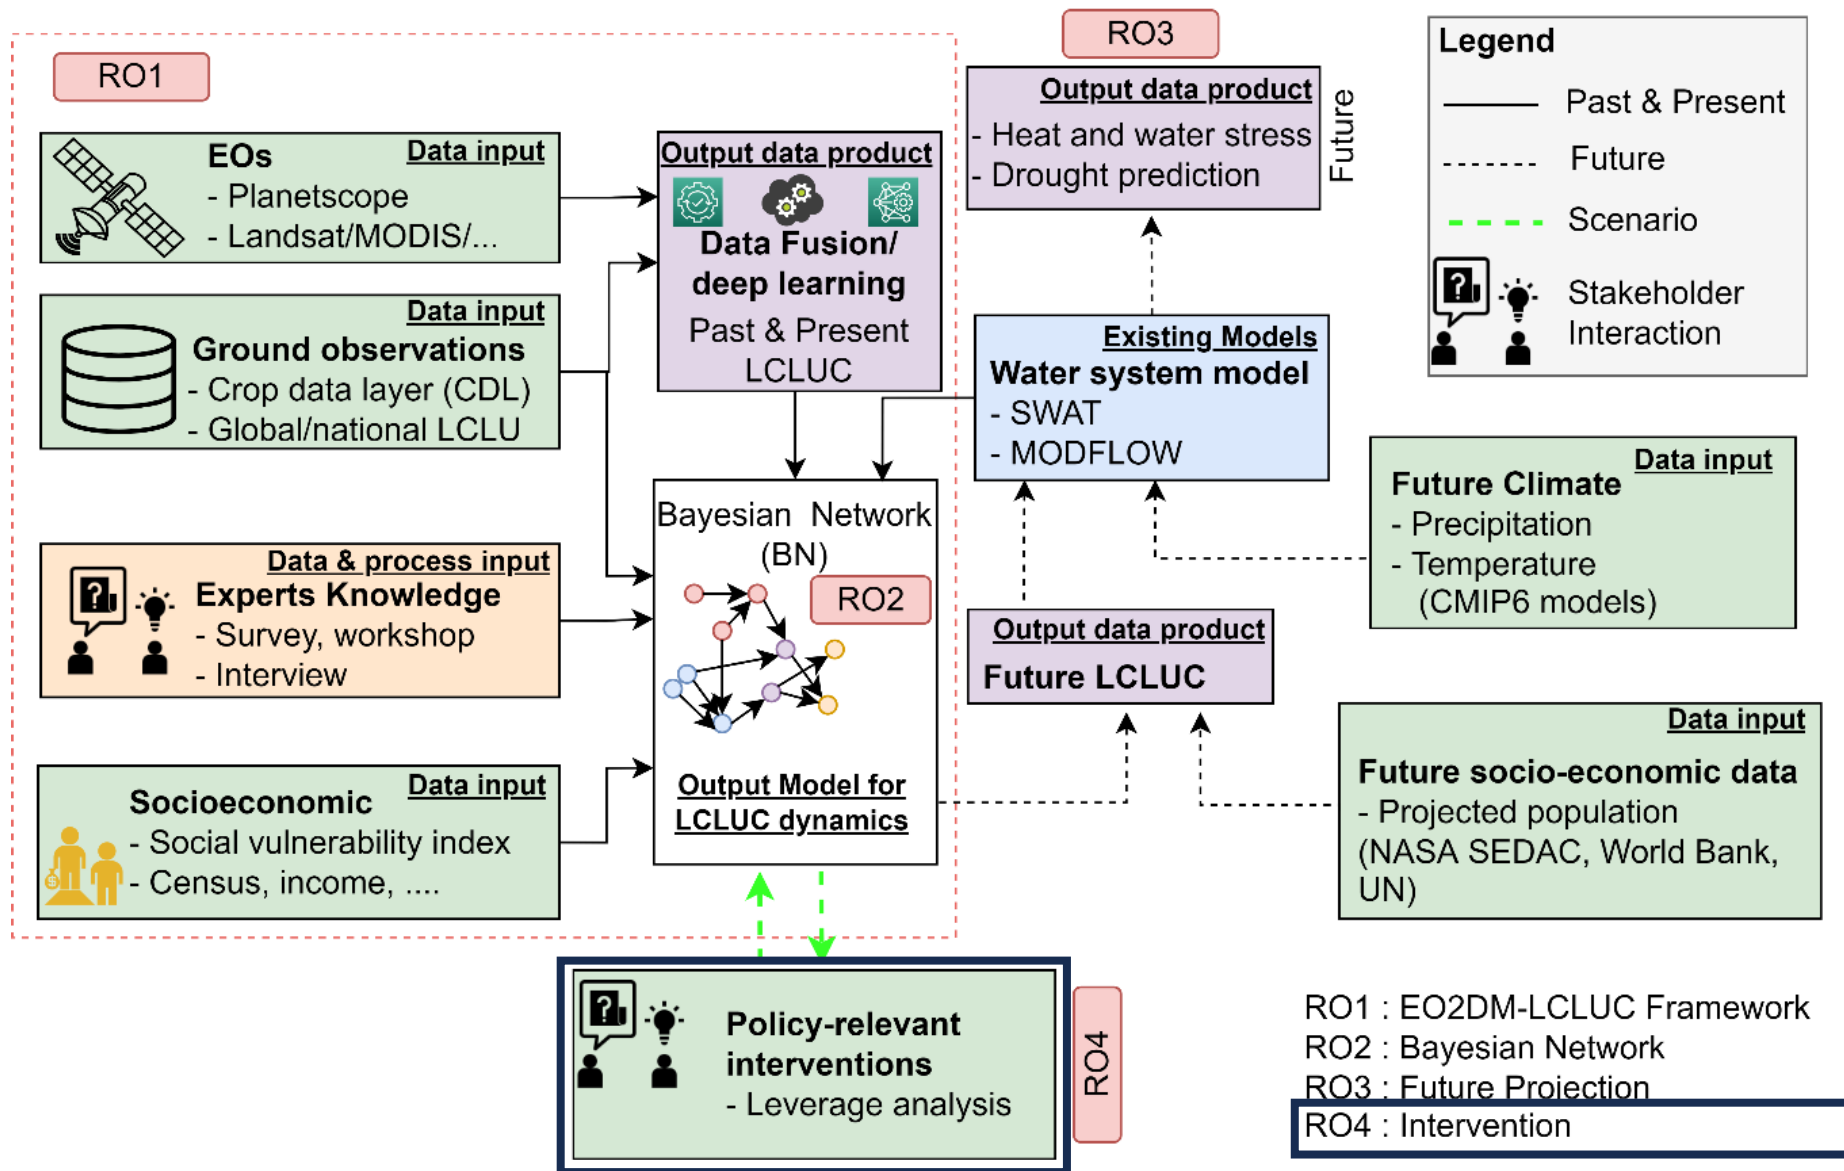 RO1
EOs
Data input
- Planetscope
- Landsat/MODIS/...
Data input
Ground observations
- Crop data layer (CDL)
- Global/national LCLU
Data & process input
Experts Knowledge
- Survey, workshop
- Interview
Data input
Socioeconomic
- Social vulnerability index
- Census, income, ....
Output data product
Data Fusion/
deep learning
Past & Present
LCLUC
Bayesian Network
(BN)
RO2
Output Model for
LCLUC dynamics
Policy-relevant
interventions
- Leverage analysis
RO4
RO3
Output data product
- Heat and water stress
- Drought prediction
Future
Existing Models
Water system model
- SWAT
- MODFLOW
Output data product
Future LCLUC
Data input
Future Climate
- Precipitation
- Temperature
(CMIP6 models)
Data input
Future socio-economic data
- Projected population
(NASA SEDAC, World Bank,
UN)
Legend
Past & Present
Future
Scenario
Stakeholder
Interaction
RO1 : EO2DM-LCLUC Framework
RO2 : Bayesian Network
RO3 : Future Projection
RO4 : Intervention